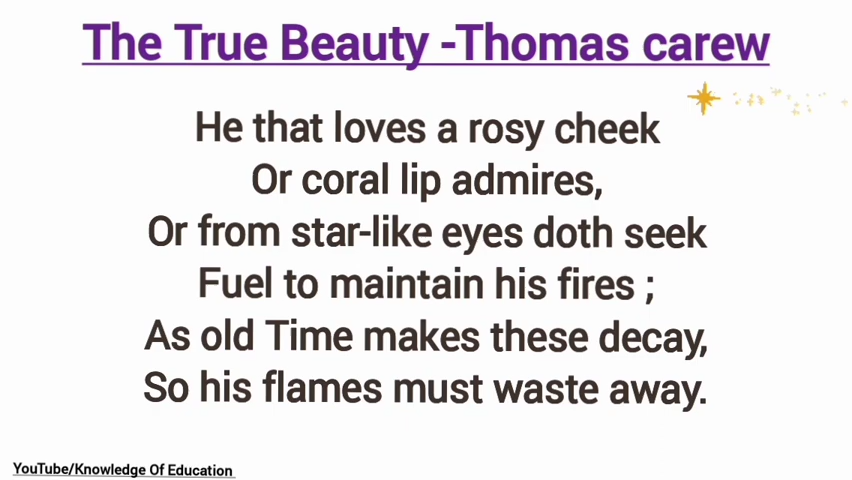 The True Beauty -Thomas carew
He that loves a rosy cheek
Or coral lip admires,
Or from star-like eyes doth seek
Fuel to maintain his fires ;
As old Time makes these decay,
So his flames must waste away.
YouTube/Knowledge Of Education